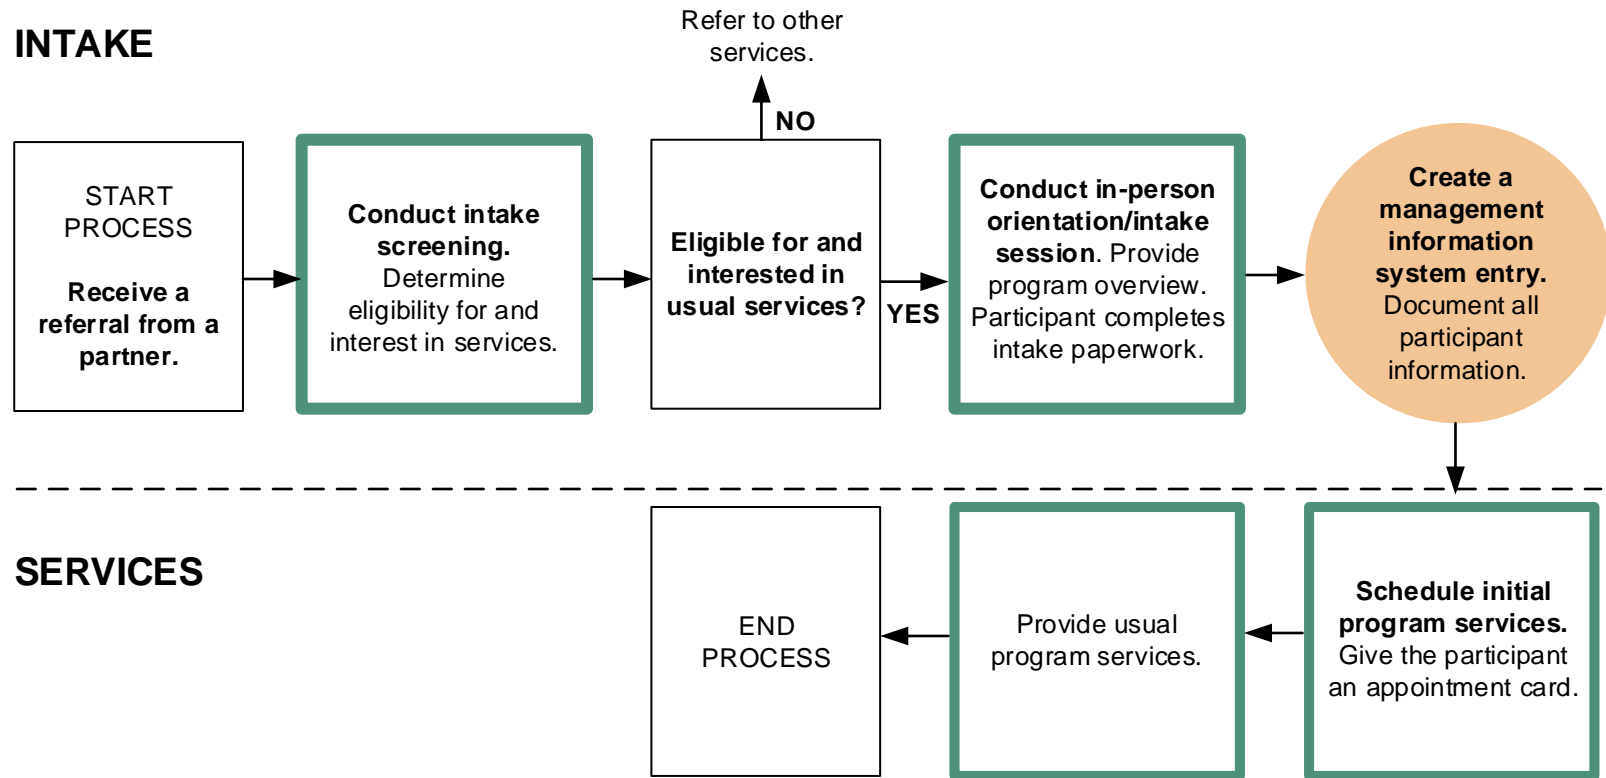 INTAKE
Refer to other
services.
NO
START
PROCESS
Receive a
referral from a
partner.
Conduct intake
screening.
Determine
eligibility for and
interest in services.
Eligible for and
interested in
usual services?
YES
Conduct in-person
orientation/intake
session. Provide
program overview.
Participant completes
intake paperwork.
Create a
management
information
system entry.
Document all
participant
information.
SERVICES
Schedule initial
program services.
Give the participant
an appointment card.
Provide usual
program services.
END
PROCESS